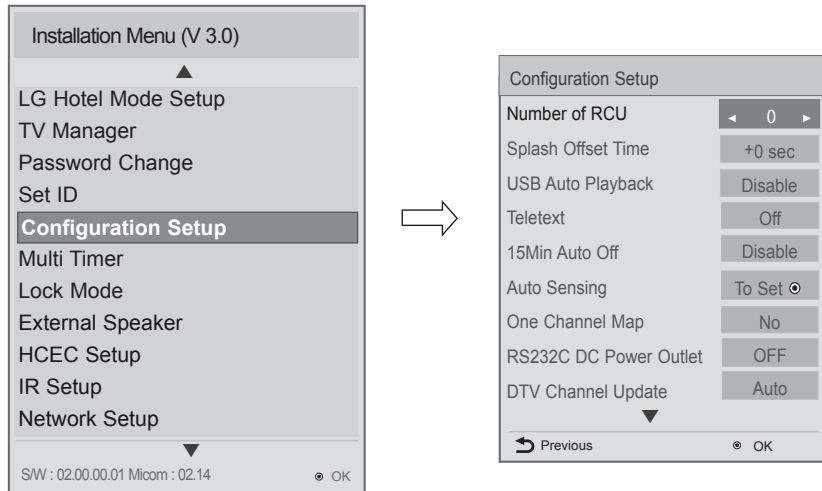 Installation Menu (V 3.0)
LG Hotel Mode Setup
TV Manager
Password Change
Set ID
Configuration Setup
Multi Timer
Lock Mode
External Speaker
HCEC Setup
IR Setup
Network Setup
S/W : 02.00.00.01 Micom : 02.14 OK
Configuration Setup
Number of RCU 0
Splash Offset Time +0 sec
USB Auto Playback Disable
Teletext Off
15Min Auto Off Disable
Auto Sensing To Set
One Channel Map No
RS232C DC Power Outlet OFF
DTV Channel Update Auto
Previous OK